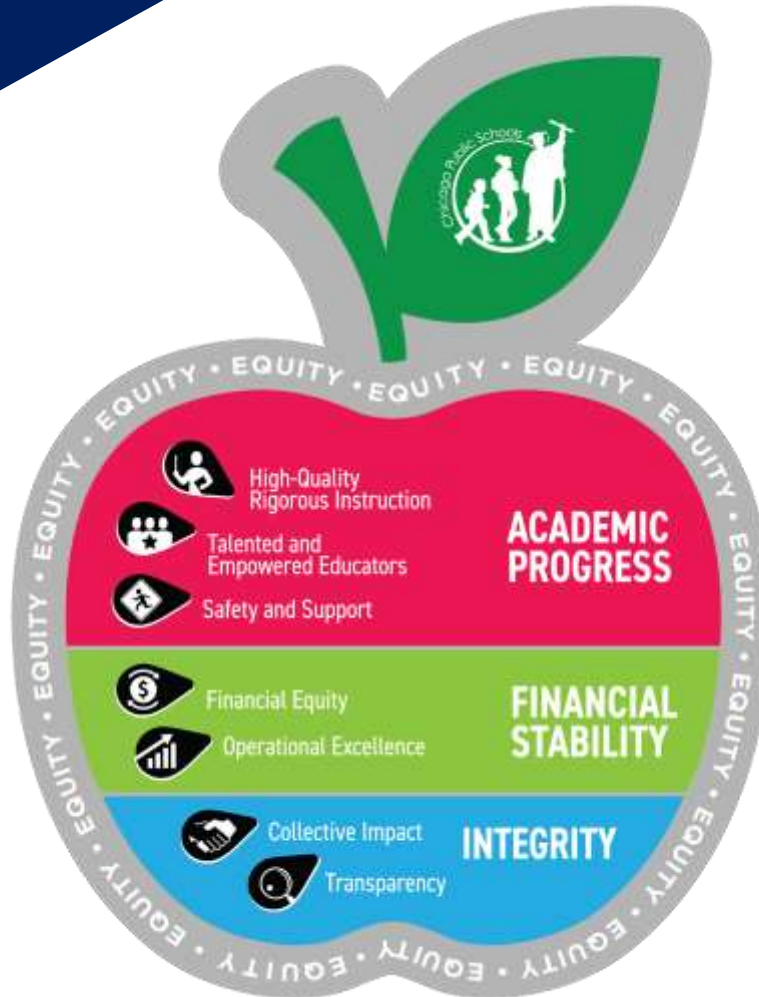 Chicago Public Schools
EQUITY • EQUITY • EQUITY • EQUITY • EQUITY • EQUITY • EQUITY • EQUITY • EQUITY • EQUITY • EQUITY • EQUITY • EQUITY • EQUITY • EQUITY •
High-Quality
Rigorous Instruction
Talented and
Empowered Educators
Safety and Support
ACADEMIC
PROGRESS
Financial Equity
Operational Excellence
FINANCIAL
STABILITY
Collective Impact
Transparency
INTEGRITY